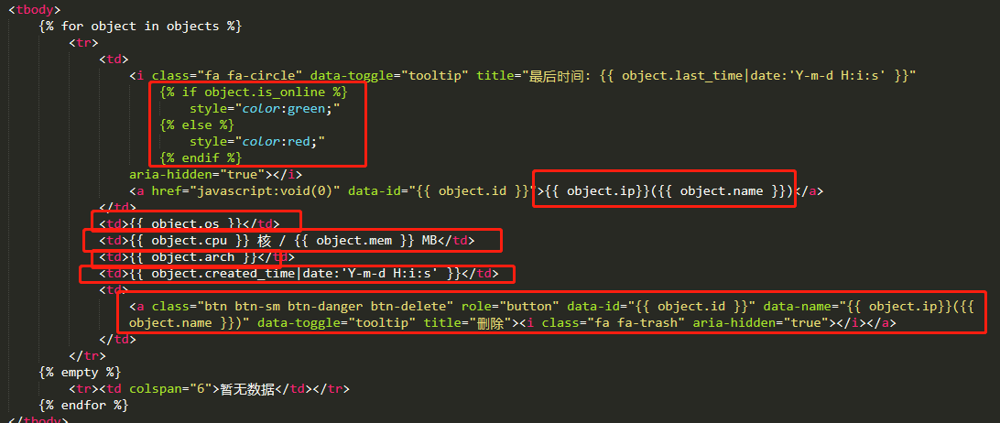 <tbody>
{% for object in objects %}
<tr>
<td>
<i class="fa fa-circle" data-toggle="tooltip" title="最后时间: {{ object.last_time|date:'Y-m-d H:i:s' }}"
{% if object.is_online %}
style="color:green;"
{% else %}
style="color:red;"
{% endif %}
aria-hidden="true"></i>
<a href="javascript:void(0)" data-id="{{ object.id }}">{{ object.ip}}({{ object.name }})</a>
</td>
<td>{{ object.os }}</td>
<td>{{ object.cpu }} 核 / {{ object.mem }} MB</td>
<td>{{ object.arch }}</td>
<td>{{ object.created_time|date:'Y-m-d H:i:s' }}</td>
<td>
<a class="btn btn-sm btn-danger btn-delete" role="button" data-id="{{ object.id }}" data-name="{{ object.ip}}({{
object.name }})" data-toggle="tooltip" title="删除"><i class="fa fa-trash" aria-hidden="true"></i></a>
</td>
</tr>
{% empty %}
<tr><td colspan="6">暂无数据</td></tr>
{% endfor %}
</tbody>